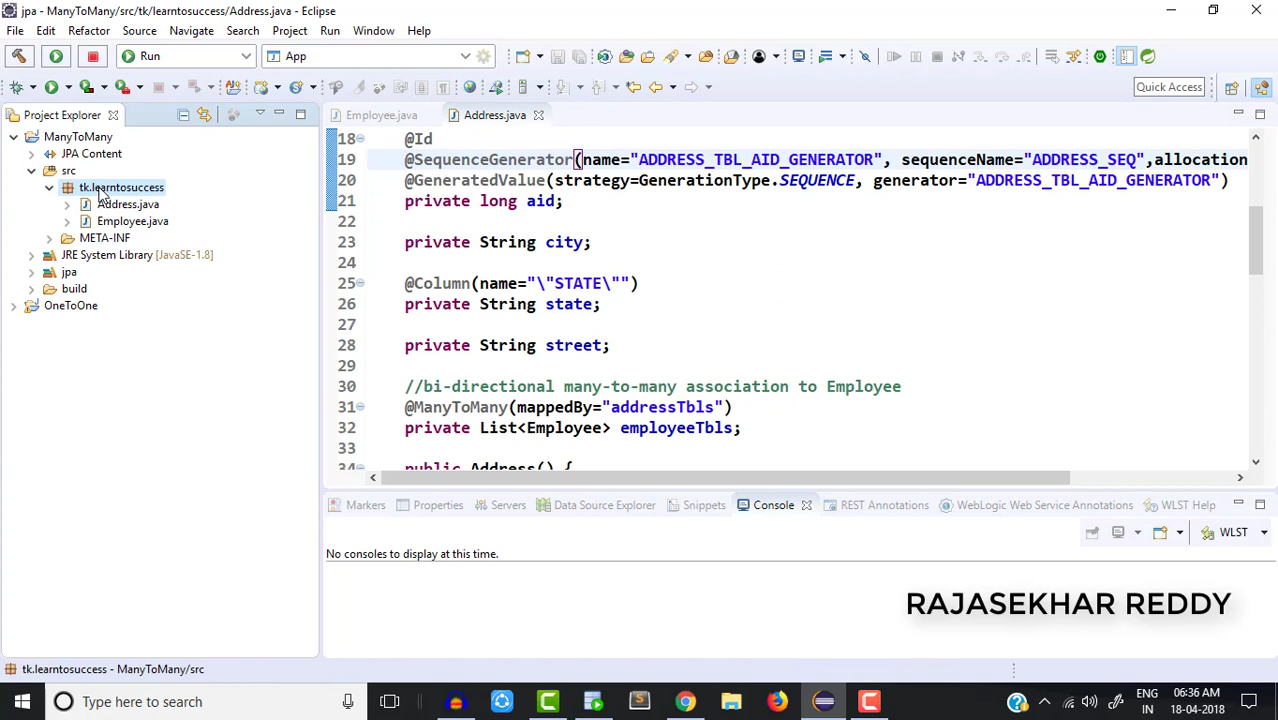 jpa - ManyToMany/src/tk/learntosuccess/Address.java - Eclipse
File Edit Refactor Source Navigate Search Project Run Window Help
Run App
Quick Access
Project Explorer
ManyToMany
JPA Content
src
tk.learntosuccess
Address.java
Employee.java
META-INF
JRE System Library [JavaSE-1.8]
jpa
build
OneToOne
Employee.java Address.java
18 @Id
19 @SequenceGenerator(name="ADDRESS_TBL_AID_GENERATOR", sequenceName="ADDRESS_SEQ",allocation
20 @GeneratedValue(strategy=GenerationType.SEQUENCE, generator="ADDRESS_TBL_AID_GENERATOR")
21 private long aid;
22
23 private String city;
24
25 @Column(name="\"STATE\"")
26 private String state;
27
28 private String street;
29
30 //bi-directional many-to-many association to Employee
31 @ManyToMany(mappedBy="addressTbls")
32 private List<Employee> employeeTbls;
33
34 public Address() {
Markers Properties Servers Data Source Explorer Snippets Console REST Annotations WebLogic Web Service Annotations WLST Help
WLST
No consoles to display at this time.
RAJASEKHAR REDDY
tk.learntosuccess - ManyToMany/src
Type here to search
ENG
IN
06:36 AM
18-04-2018